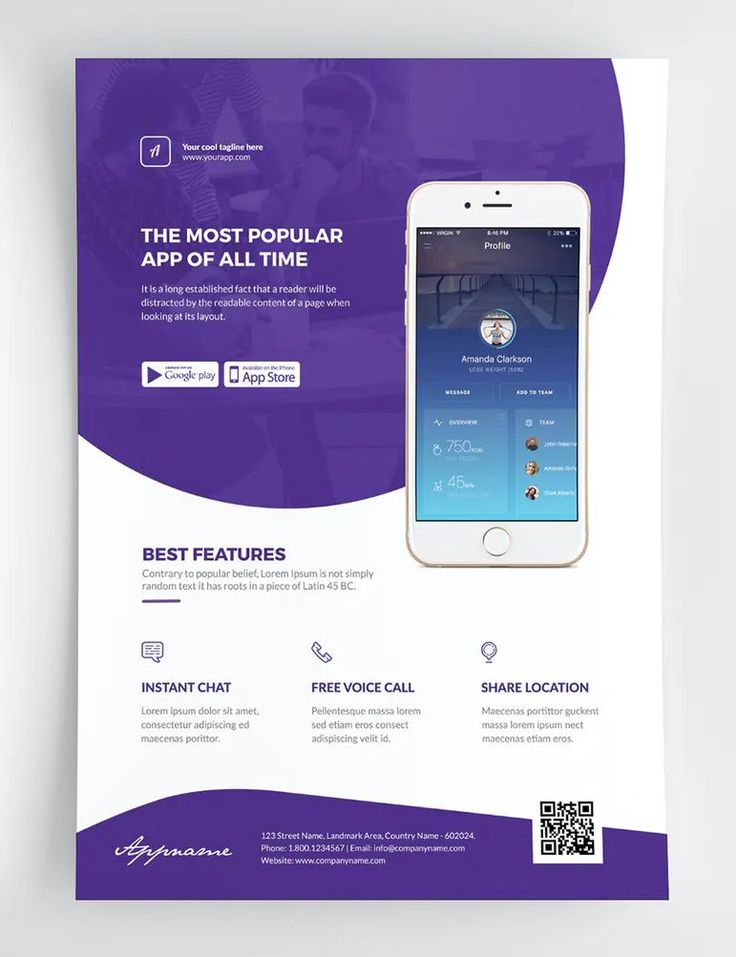 A
Your cool tagline here
www.yourapp.com
THE MOST POPULAR
APP OF ALL TIME
It is a long established fact that a reader will be
distracted by the readable content of a page when
looking at its layout.
ANDROID APP ON
Google play
Available on the iPhone
App Store
VIRGIN 8:46 PM 22%
Profile
Amanda Clarkson
LOSE WEIGHT (50%)
MESSAGE ADD TO TEAM
OVERVIEW TEAM
750KCAL
John Roberts
Amanda Rich
45
Clark Alberts
BEST FEATURES
Contrary to popular belief, Lorem Ipsum is not simply
random text it has roots in a piece of Latin 45 BC.
INSTANT CHAT
Lorem ipsum dolor sit amet,
consectetur adipiscing ed
maecenas porittor.
FREE VOICE CALL
Pellentesque massa lorem
sed etiam eros consect
adispiscing velit id.
SHARE LOCATION
Maecenas portittor guckent
massa lorem ipsum nect
maecenas etiam eros.
Appname
123 Street Name, Landmark Area, Country Name - 602024.
Phone: 1.800.1234567 | Email: info@companyname.com
Website: www.companyname.com